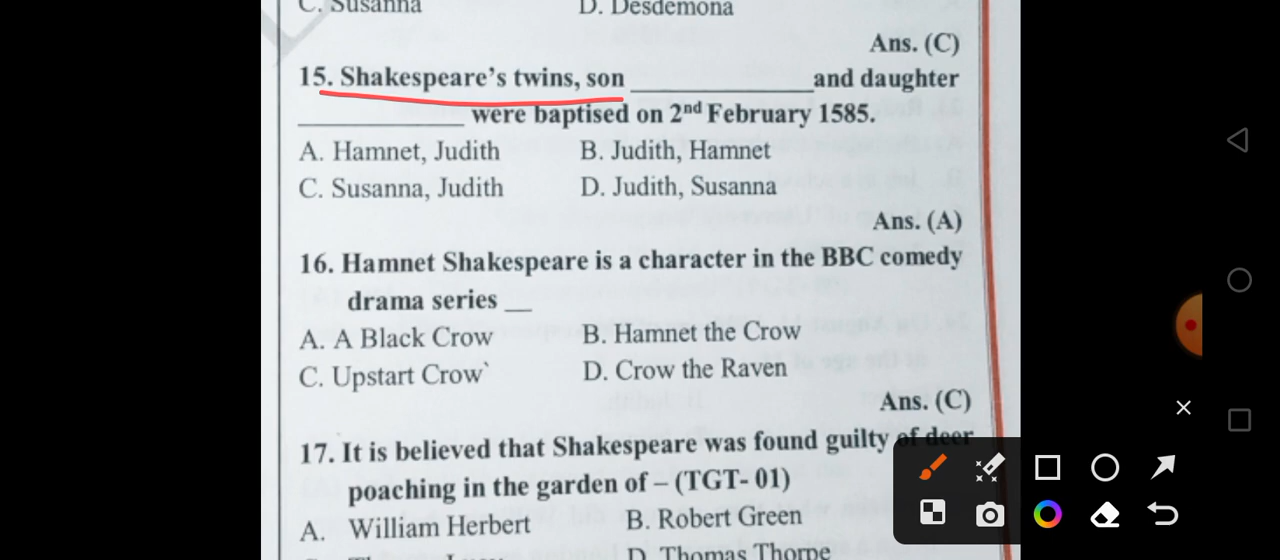 C. Susanna D. Desdemona
Ans. (C)
15. Shakespeare's twins, son ____________ and daughter
____________ were baptised on 2nd February 1585.
A. Hamnet, Judith B. Judith, Hamnet
C. Susanna, Judith D. Judith, Susanna
Ans. (A)
16. Hamnet Shakespeare is a character in the BBC comedy
drama series __
A. A Black Crow B. Hamnet the Crow
C. Upstart Crow` D. Crow the Raven
Ans. (C)
17. It is believed that Shakespeare was found guilty of deer
poaching in the garden of – (TGT- 01)
A. William Herbert B. Robert Green
D. Thomas Thorpe